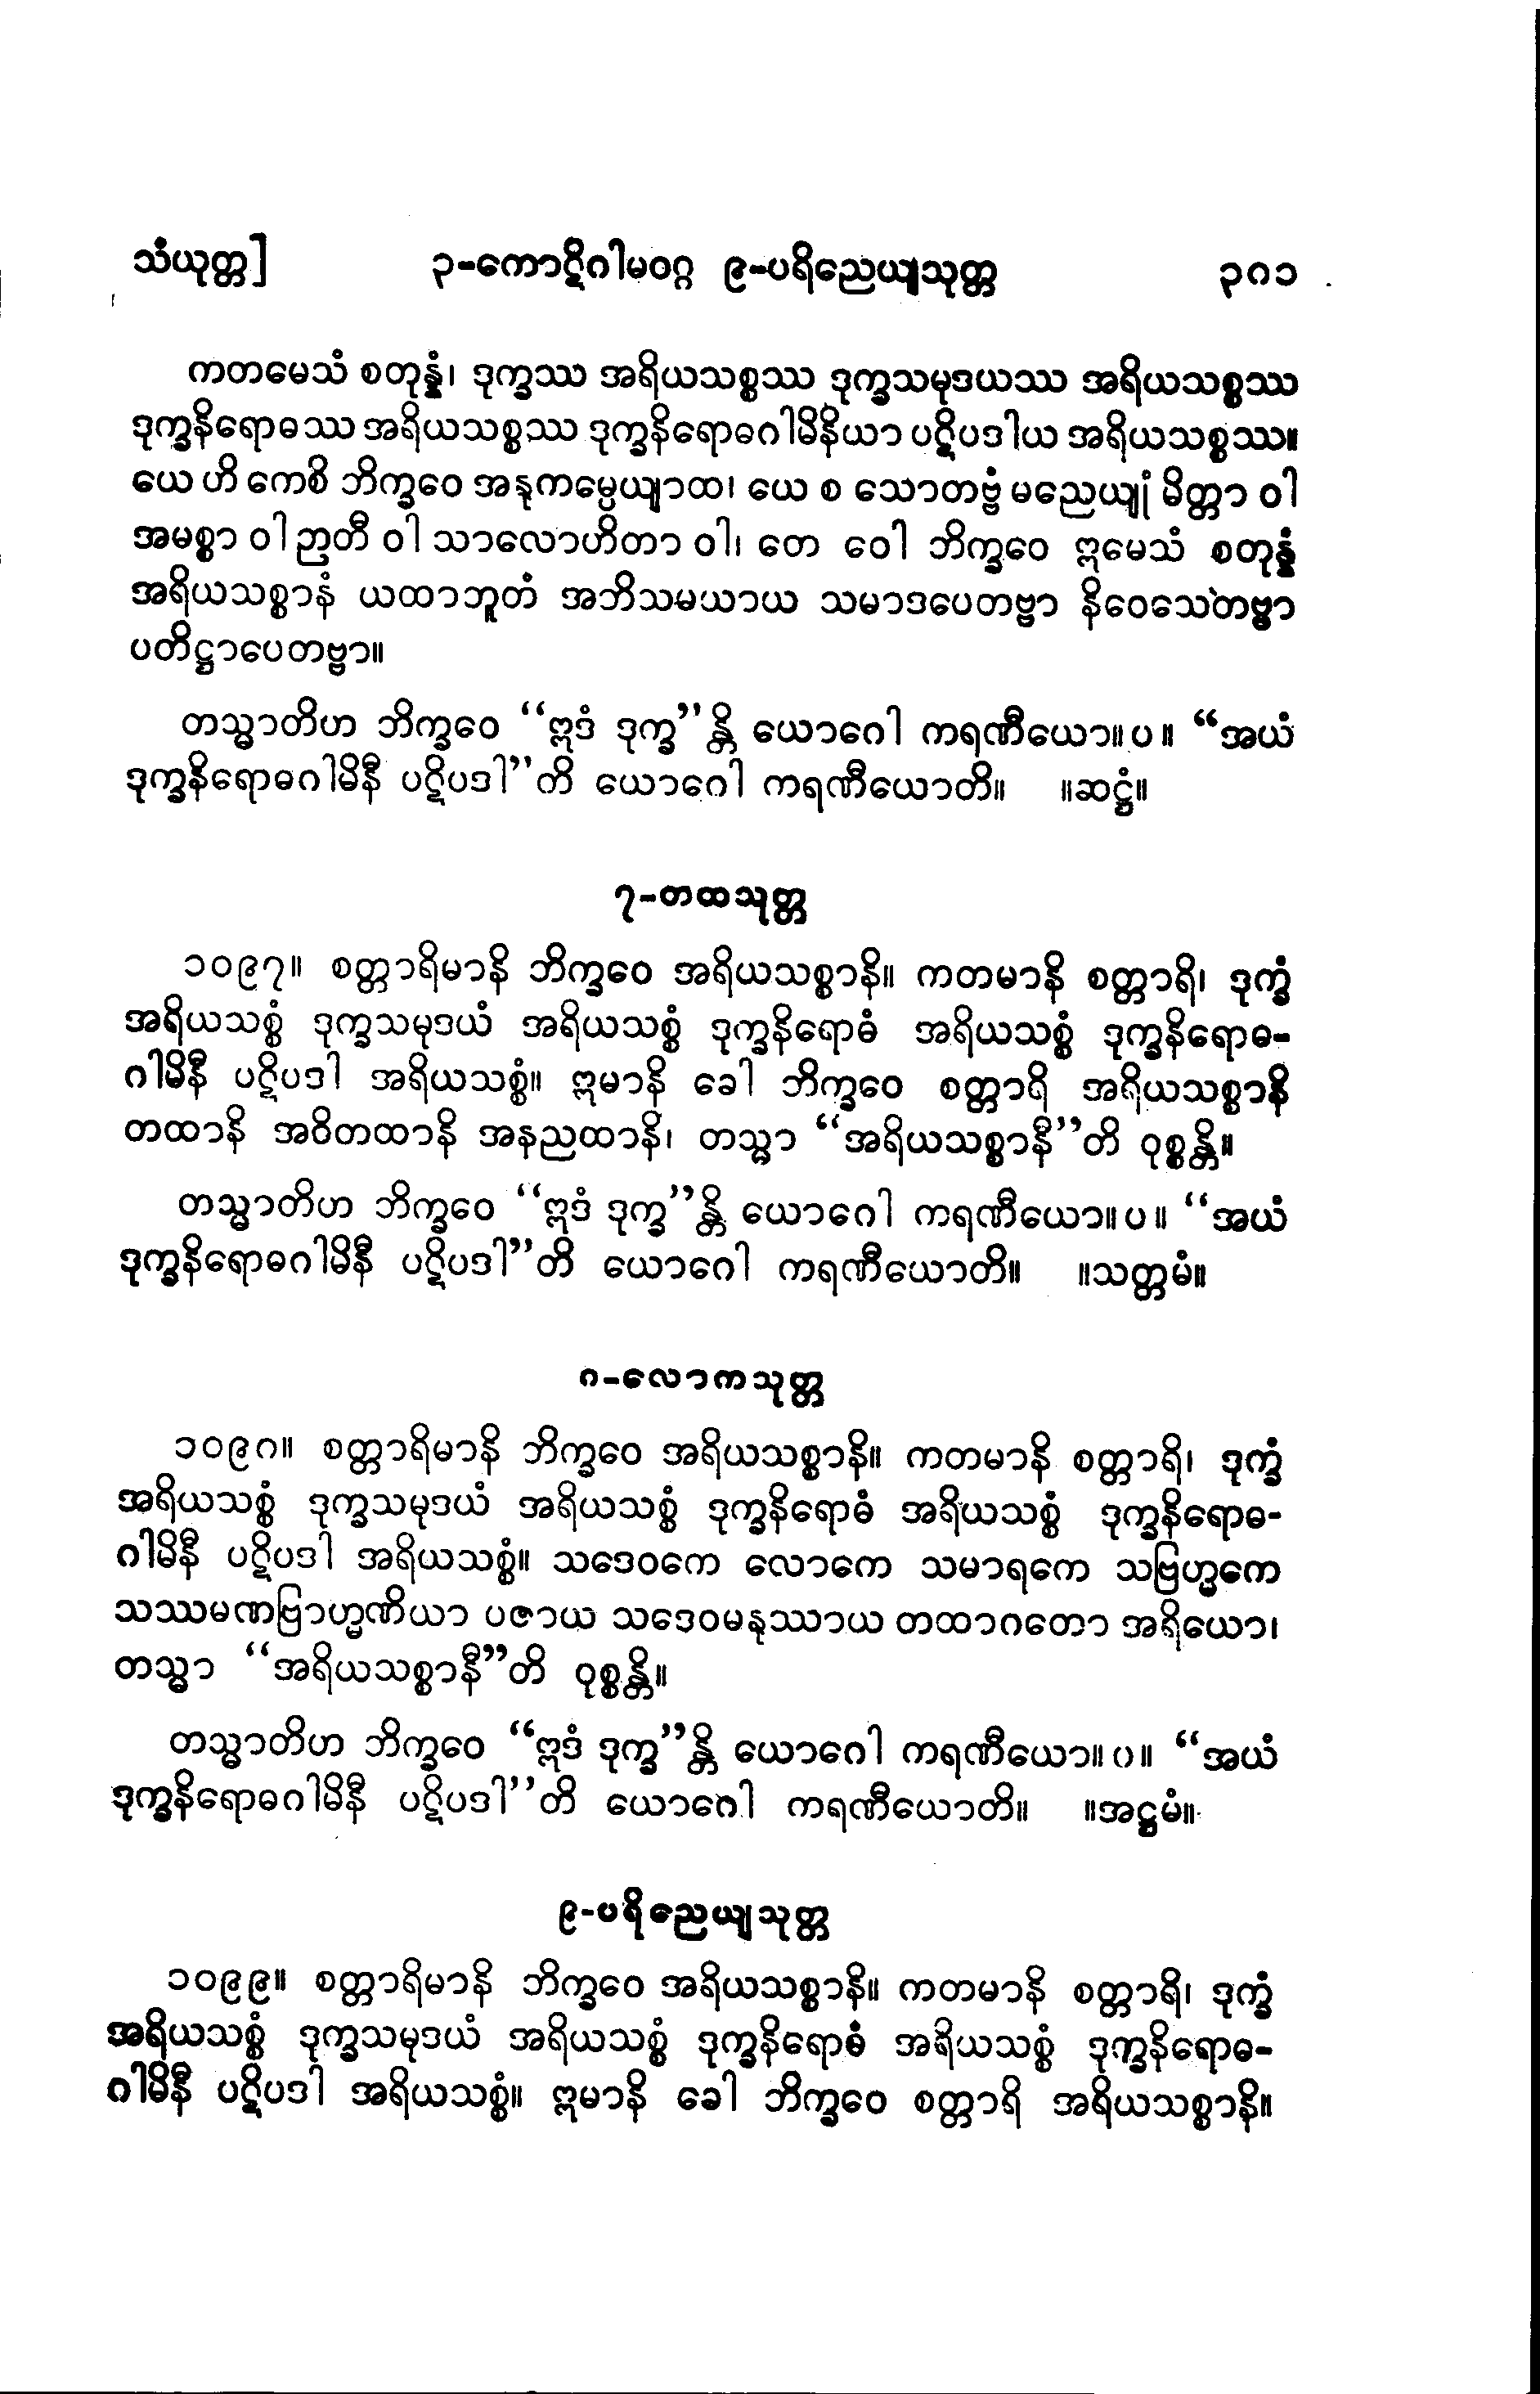 သံယုတ္တ] ၃-ကောဋိဂါမဝဂ္ဂ ၉-ပရိညေယျသုတ္တ ၃၈၁
ကတမေသံ စတုန္နံ၊ ဒုက္ခဿ အရိယသစ္စဿ ဒုက္ခသမုဒယဿ အရိယသစ္စဿ
ဒုက္ခနိရောဓဿ အရိယသစ္စဿ ဒုက္ခနိရောဓဂါမိနိယာ ပဋိပဒါယ အရိယသစ္စဿ။
ယေ ဟိ ကေစိ ဘိက္ခဝေ အနုကမ္ပေယျာထ၊ ယေ စ သောတဗ္ဗံ မညေယျုံ မိတ္တာ ဝါ
အမစ္စာ ဝါ ဉာတီ ဝါ သာလောဟိတာ ဝါ၊ တေ ဝေါ ဘိက္ခဝေ ဣမေသံ စတုန္နံ
အရိယသစ္စာနံ ယထာဘူတံ အဘိသမယာယ သမာဒပေတဗ္ဗာ နိဝေသေတဗ္ဗာ
ပတိဋ္ဌာပေတဗ္ဗာ။
တသ္မာတိဟ ဘိက္ခဝေ “ဣဒံ ဒုက္ခ”န္တိ ယောဂေါ ကရဏီယော။ပ။ “အယံ
ဒုက္ခနိရောဓဂါမိနီ ပဋိပဒါ”တိ ယောဂေါ ကရဏီယောတိ။ ။ဆဋ္ဌံ။
၇-တထသုတ္တ
၁၀၉၇။ စတ္တာရိမာနိ ဘိက္ခဝေ အရိယသစ္စာနိ။ ကတမာနိ စတ္တာရိ၊ ဒုက္ခံ
အရိယသစ္စံ ဒုက္ခသမုဒယံ အရိယသစ္စံ ဒုက္ခနိရောဓံ အရိယသစ္စံ ဒုက္ခနိရောဓ-
ဂါမိနီ ပဋိပဒါ အရိယသစ္စံ။ ဣမာနိ ခေါ ဘိက္ခဝေ စတ္တာရိ အရိယသစ္စာနိ
တထာနိ အဝိတထာနိ အနညထာနိ၊ တသ္မာ “အရိယသစ္စာနီ”တိ ဝုစ္စန္တိ။
တသ္မာတိဟ ဘိက္ခဝေ “ဣဒံ ဒုက္ခ”န္တိ ယောဂေါ ကရဏီယော။ပ။ “အယံ
ဒုက္ခနိရောဓဂါမိနီ ပဋိပဒါ”တိ ယောဂေါ ကရဏီယောတိ။ ။သတ္တမံ။
၈-လောကသုတ္တ
၁၀၉၈။ စတ္တာရိမာနိ ဘိက္ခဝေ အရိယသစ္စာနိ။ ကတမာနိ စတ္တာရိ၊ ဒုက္ခံ
အရိယသစ္စံ ဒုက္ခသမုဒယံ အရိယသစ္စံ ဒုက္ခနိရောဓံ အရိယသစ္စံ ဒုက္ခနိရောဓ-
ဂါမိနီ ပဋိပဒါ အရိယသစ္စံ။ သဒေဝကေ လောကေ သမာရကေ သဗြဟ္မကေ
သဿမဏဗြာဟ္မဏိယာ ပဇာယ သဒေဝမနုဿာယ တထာဂတော အရိယော၊
တသ္မာ “အရိယသစ္စာနီ”တိ ဝုစ္စန္တိ။
တသ္မာတိဟ ဘိက္ခဝေ “ဣဒံ ဒုက္ခ”န္တိ ယောဂေါ ကရဏီယော။ပ။ “အယံ
ဒုက္ခနိရောဓဂါမိနီ ပဋိပဒါ”တိ ယောဂေါ ကရဏီယောတိ။ ။အဋ္ဌမံ။
၉-ပရိညေယျသုတ္တ
၁၀၉၉။ စတ္တာရိမာနိ ဘိက္ခဝေ အရိယသစ္စာနိ။ ကတမာနိ စတ္တာရိ၊ ဒုက္ခံ
အရိယသစ္စံ ဒုက္ခသမုဒယံ အရိယသစ္စံ ဒုက္ခနိရောဓံ အရိယသစ္စံ ဒုက္ခနိရောဓ-
ဂါမိနီ ပဋိပဒါ အရိယသစ္စံ။ ဣမာနိ ခေါ ဘိက္ခဝေ စတ္တာရိ အရိယသစ္စာနိ။